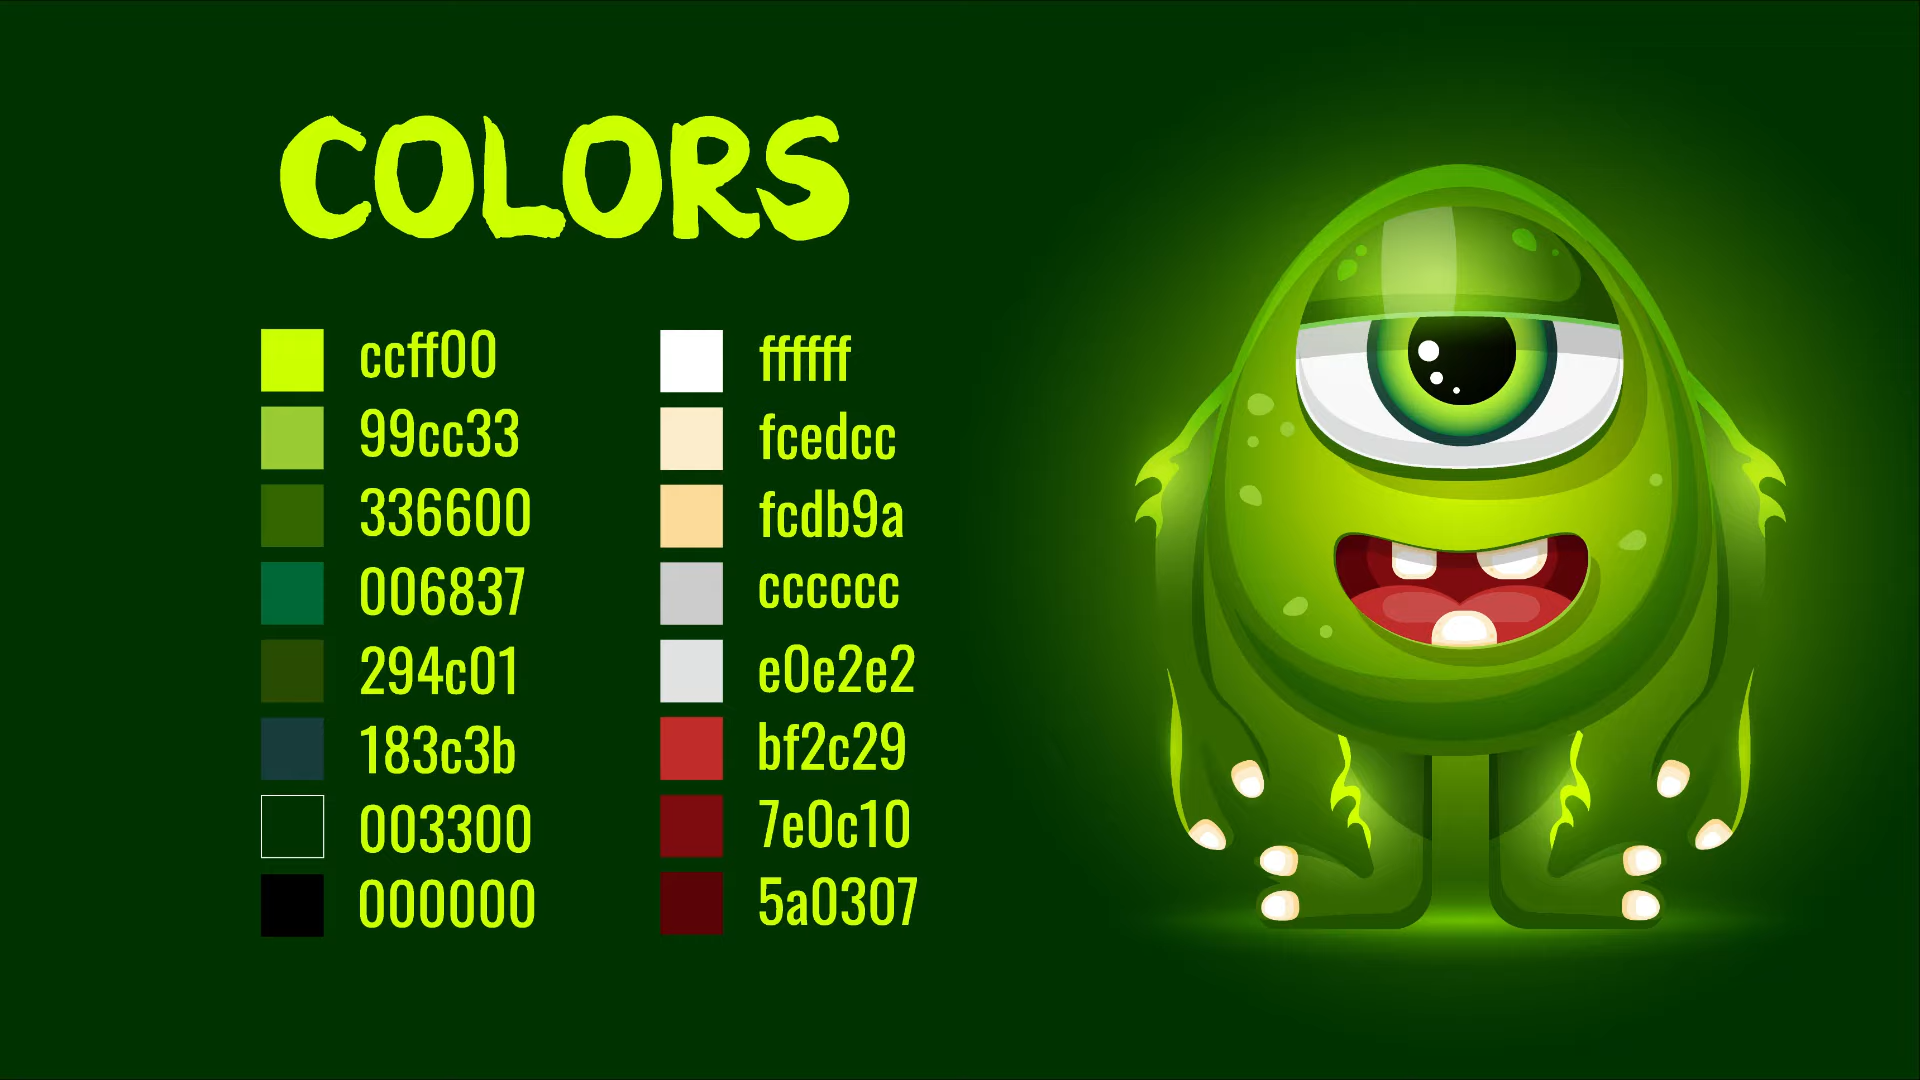 COLORS
ccff00
99cc33
336600
006837
294c01
183c3b
003300
000000
ffffff
fcedcc
fcdb9a
cccccc
e0e2e2
bf2c29
7e0c10
5a0307